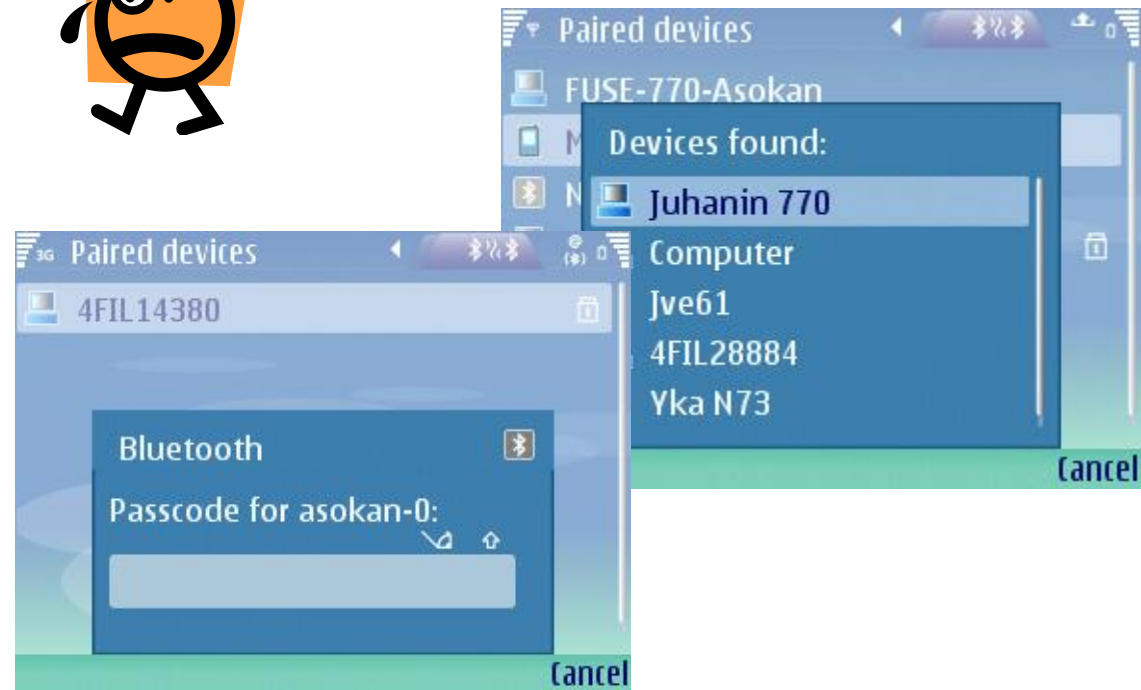 Paired devices
FUSE-770-Asokan
M
N
Devices found:
Juhanin 770
Computer
Jve61
4FIL28884
Yka N73
Cancel
3G Paired devices
4FIL14380
Bluetooth
Passcode for asokan-0:
Cancel